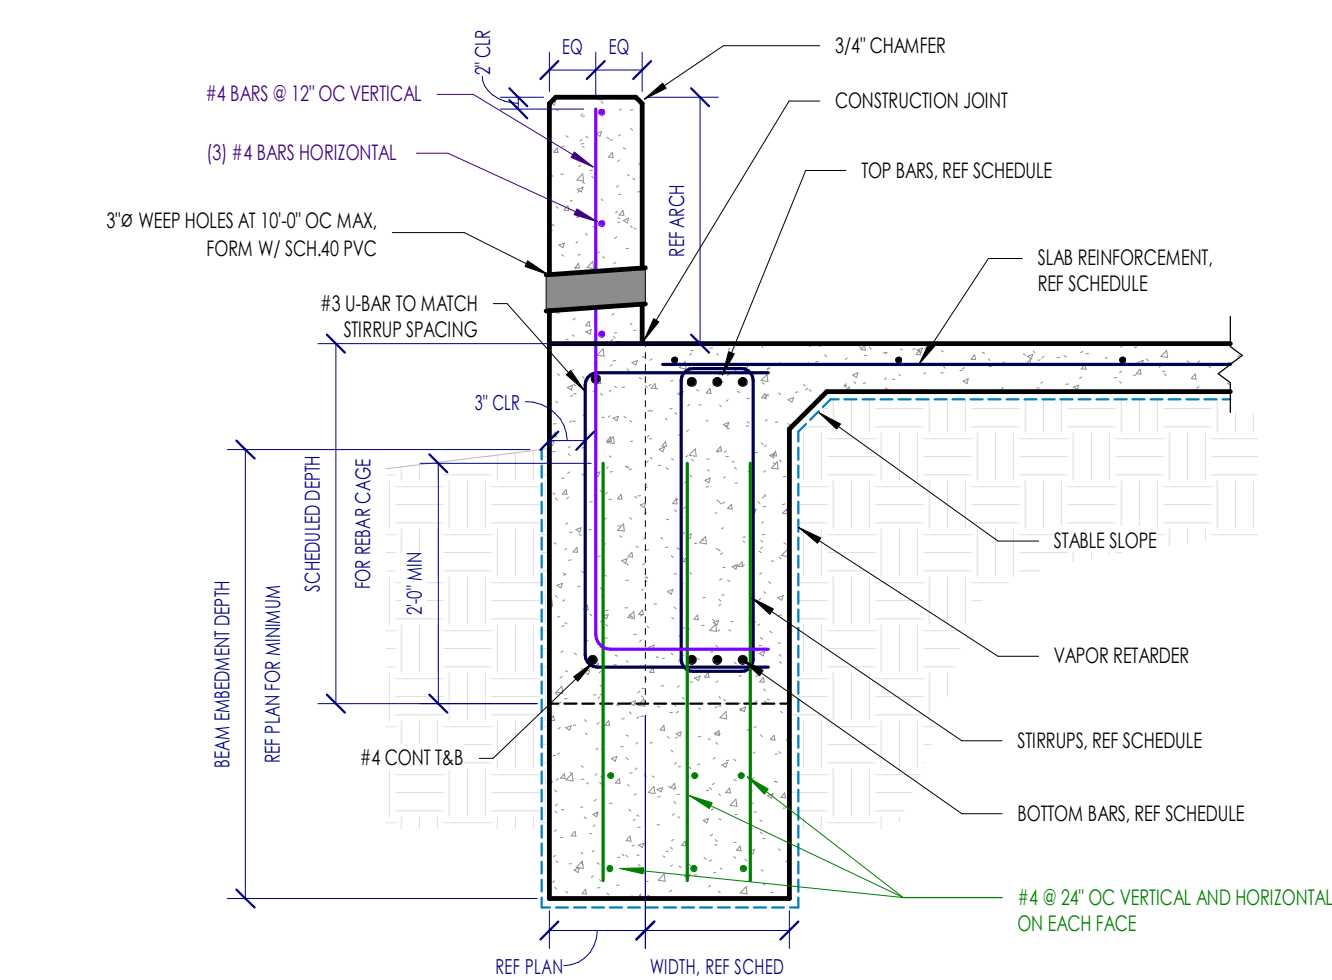 2" CLR
EQ
EQ
3/4" CHAMFER
#4 BARS @ 12" OC VERTICAL
CONSTRUCTION JOINT
(3) #4 BARS HORIZONTAL
TOP BARS, REF SCHEDULE
3"Ø WEEP HOLES AT 10'-0" OC MAX,
FORM W/ SCH.40 PVC
REF ARCH
SLAB REINFORCEMENT,
REF SCHEDULE
#3 U-BAR TO MATCH
STIRRUP SPACING
3" CLR
SCHEDULED DEPTH
FOR REBAR CAGE
2'-0" MIN
STABLE SLOPE
BEAM EMBEDMENT DEPTH
REF PLAN FOR MINIMUM
VAPOR RETARDER
#4 CONT T&B
STIRRUPS, REF SCHEDULE
BOTTOM BARS, REF SCHEDULE
#4 @ 24" OC VERTICAL AND HORIZONTAL
ON EACH FACE
REF PLAN
WIDTH, REF SCHED